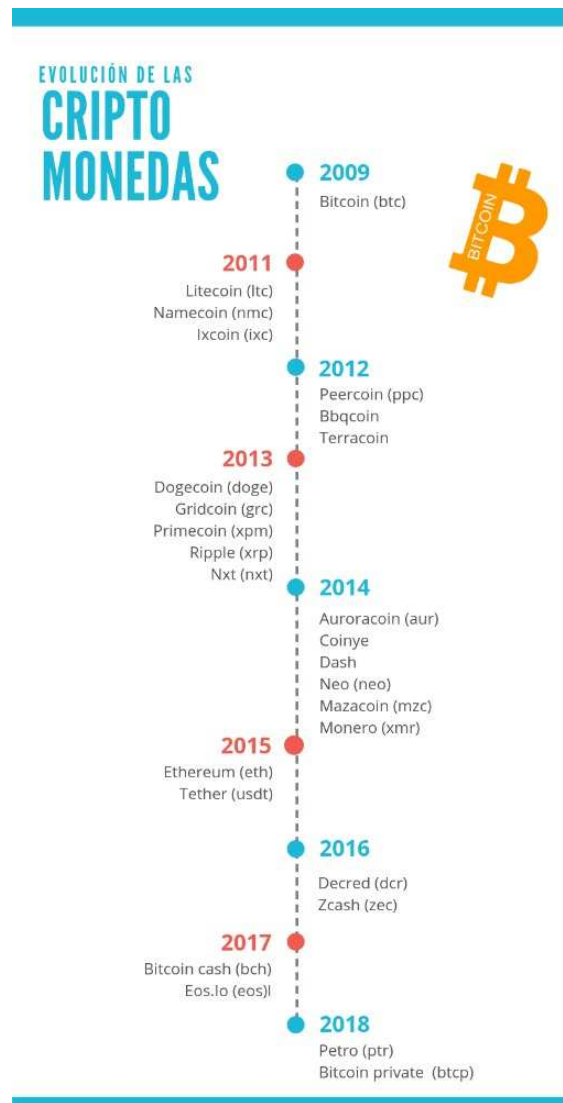 EVOLUCIÓN DE LAS
CRIPTO
MONEDAS
2009
Bitcoin (btc)
BITCOIN
2011
Litecoin (ltc)
Namecoin (nmc)
Ixcoin (ixc)
2012
Peercoin (ppc)
Bbqcoin
Terracoin
2013
Dogecoin (doge)
Gridcoin (grc)
Primecoin (xpm)
Ripple (xrp)
Nxt (nxt)
2014
Auroracoin (aur)
Coinye
Dash
Neo (neo)
Mazacoin (mzc)
Monero (xmr)
2015
Ethereum (eth)
Tether (usdt)
2016
Decred (dcr)
Zcash (zec)
2017
Bitcoin cash (bch)
Eos.Io (eos)l
2018
Petro (ptr)
Bitcoin private (btcp)